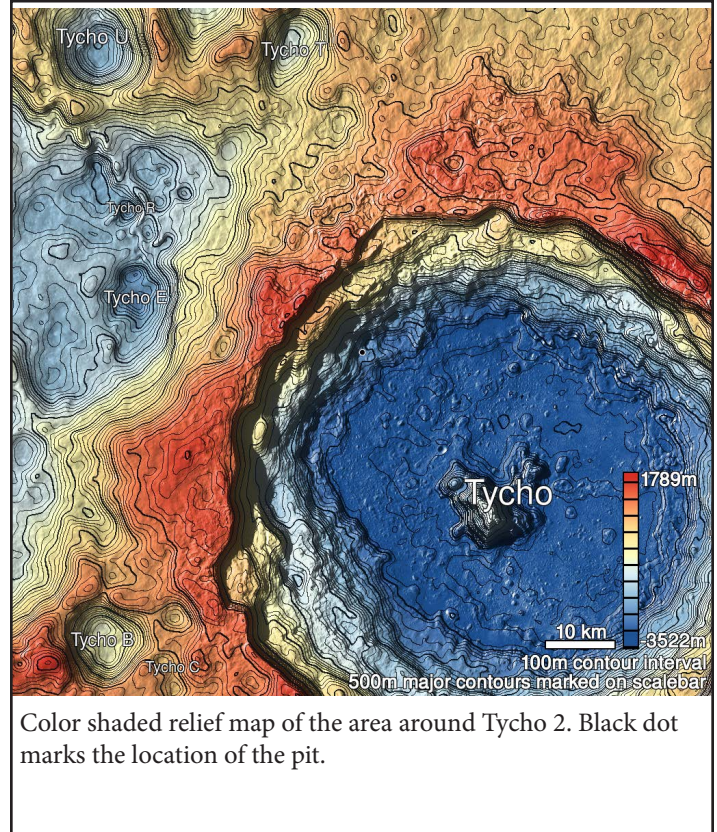 Tycho U
Tycho T
Tycho R
Tycho E
Tycho
1789m
-3522m
10 km
100m contour interval
500m major contours marked on scalebar
Tycho B
Tycho C
Color shaded relief map of the area around Tycho 2. Black dot
marks the location of the pit.